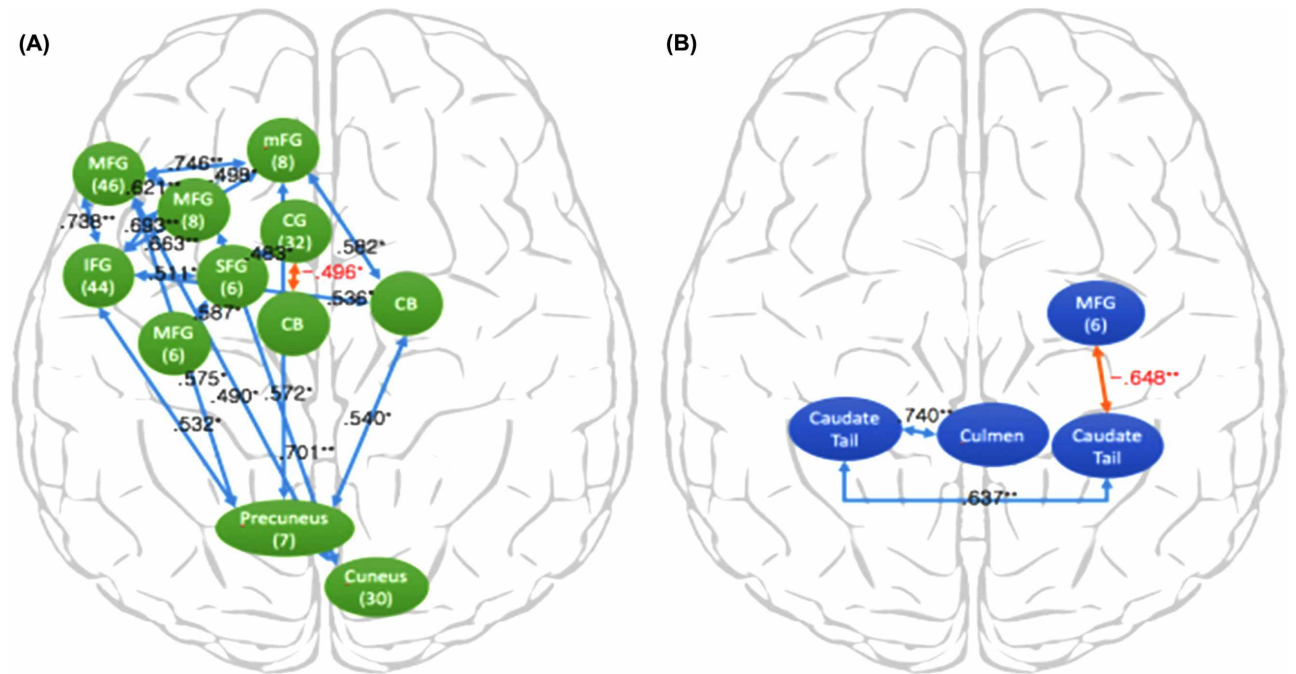 (A)
(B)
mFG
(8)
MFG
(46)
.746**
.498*
.621**
MFG
(8)
CG
(32)
.738**
.693**
.663**
.483*
.582*
IFG
(44)
.511*
SFG
(6)
-.496*
.536*
CB
CB
.587*
MFG
(6)
.575*
.490*
.572*
.532*
.540*
.701**
Precuneus
(7)
Cuneus
(30)
MFG
(6)
-.648**
Caudate
Tail
.740**
Culmen
Caudate
Tail
.637**